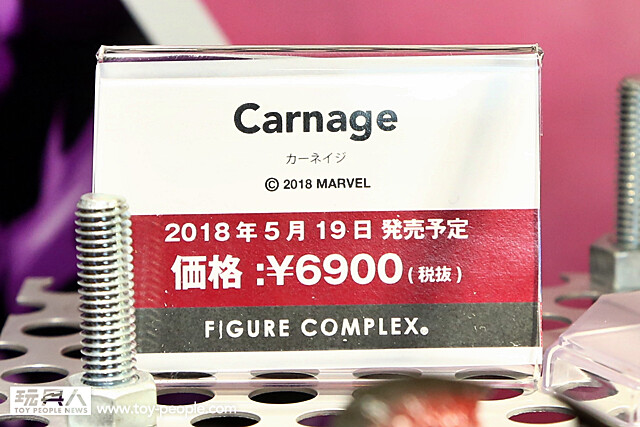 Carnage
カーネイジ
© 2018 MARVEL
2018年5月19日 発売予定
価格:¥6900(税抜)
FIGURE COMPLEX.
玩具人
TOY PEOPLE NEWS
www.toy-people.com